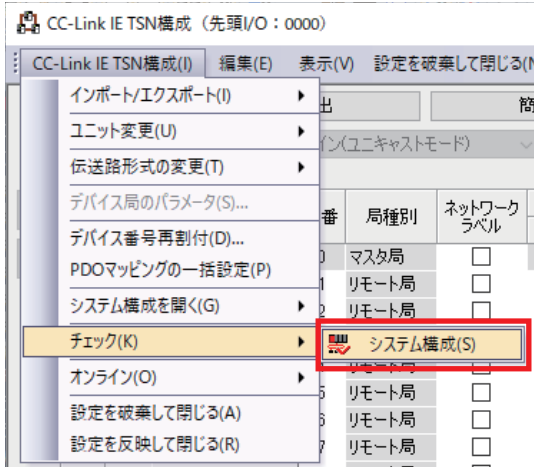 CC-Link IE TSN構成（先頭I/O：0000）
CC-Link IE TSN構成(I) 編集(E) 表示(V) 設定を破棄して閉じる(
インポート/エクスポート(I)
出 簡
ユニット変更(U)
イン(ユニキャストモード)
伝送路形式の変更(T)
デバイス局のパラメータ(S)...
番 局種別 ネットワークラベル
デバイス番号再割付(D)...
マスタ局
PDOマッピングの一括設定(P)
1 リモート局
システム構成を開く(G)
2 リモート局
チェック(K) システム構成(S)
リモート局
オンライン(O)
5 リモート局
設定を破棄して閉じる(A)
6 リモート局
設定を反映して閉じる(R)
7 リモート局